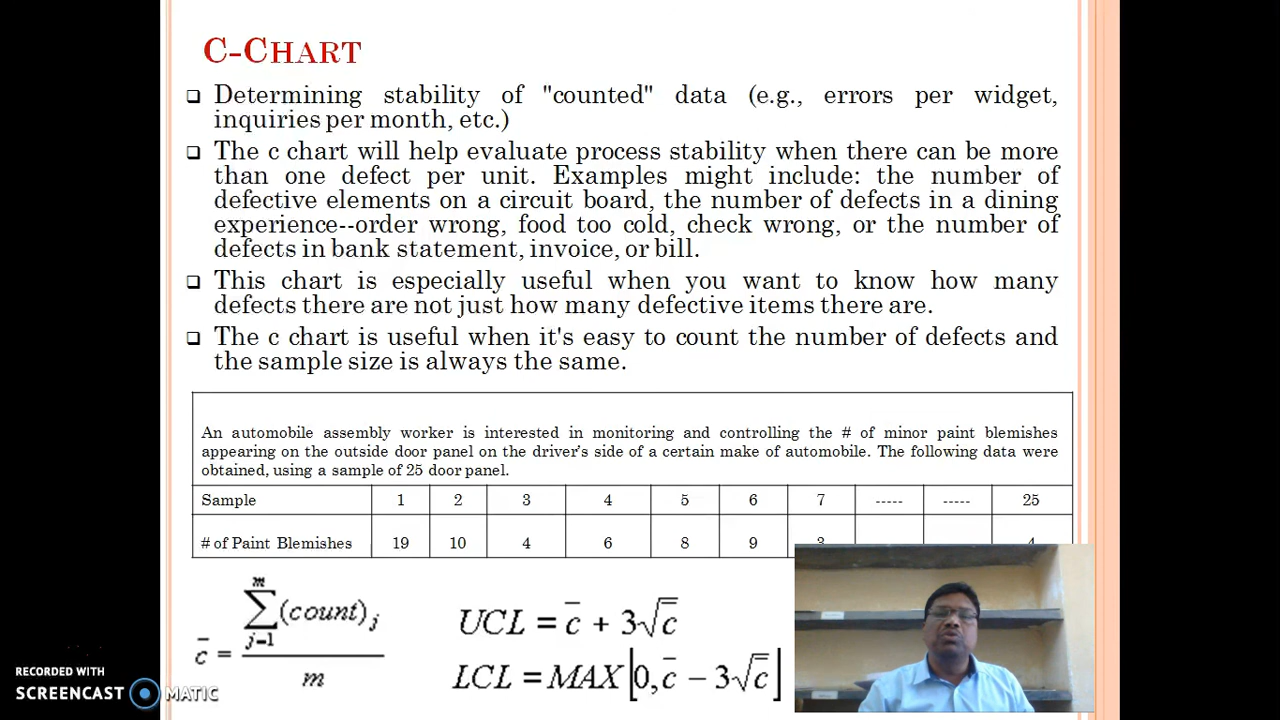 C-CHART
❑ Determining stability of "counted" data (e.g., errors per widget,
inquiries per month, etc.)
❑ The c chart will help evaluate process stability when there can be more
than one defect per unit. Examples might include: the number of
defective elements on a circuit board, the number of defects in a dining
experience--order wrong, food too cold, check wrong, or the number of
defects in bank statement, invoice, or bill.
❑ This chart is especially useful when you want to know how many
defects there are not just how many defective items there are.
❑ The c chart is useful when it's easy to count the number of defects and
the sample size is always the same.
An automobile assembly worker is interested in monitoring and controlling the # of minor paint blemishes
appearing on the outside door panel on the driver's side of a certain make of automobile. The following data were
obtained, using a sample of 25 door panel.
Sample 1 2 3 4 5 6 7 ----- ----- 25
# of Paint Blemishes 19 10 4 6 8 9 3 4
c̄ = ∑_{j=1}^{m} (count)_j / m
UCL = c̄ + 3√c̄
LCL = MAX[0, c̄ − 3√c̄]
RECORDED WITH
SCREENCAST MATIC